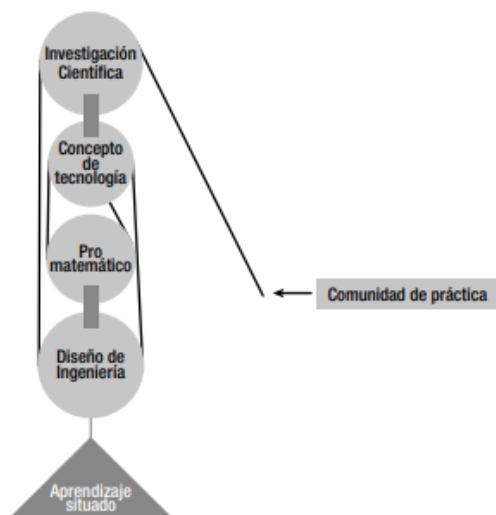 Investigación
Científica
Concepto
de
tecnología
Pro
matemático
Comunidad de práctica
Diseño de
Ingeniería
Aprendizaje
situado